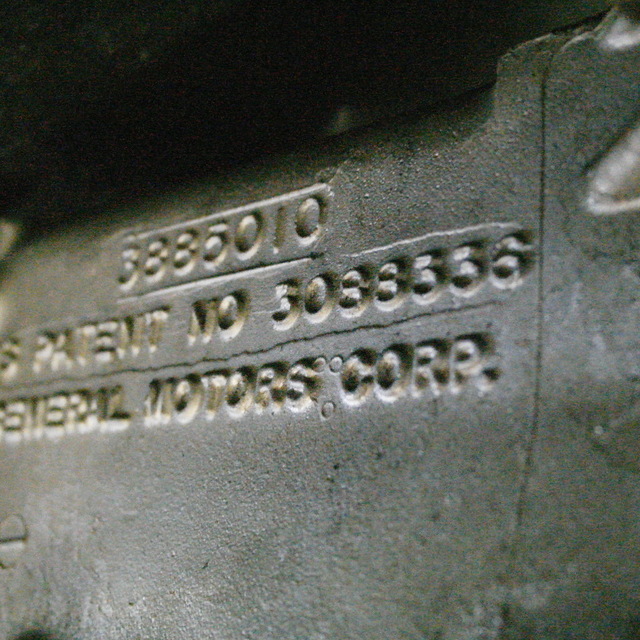 3885010
S PATENT NO 3088336
GENERAL MOTORS CORP.